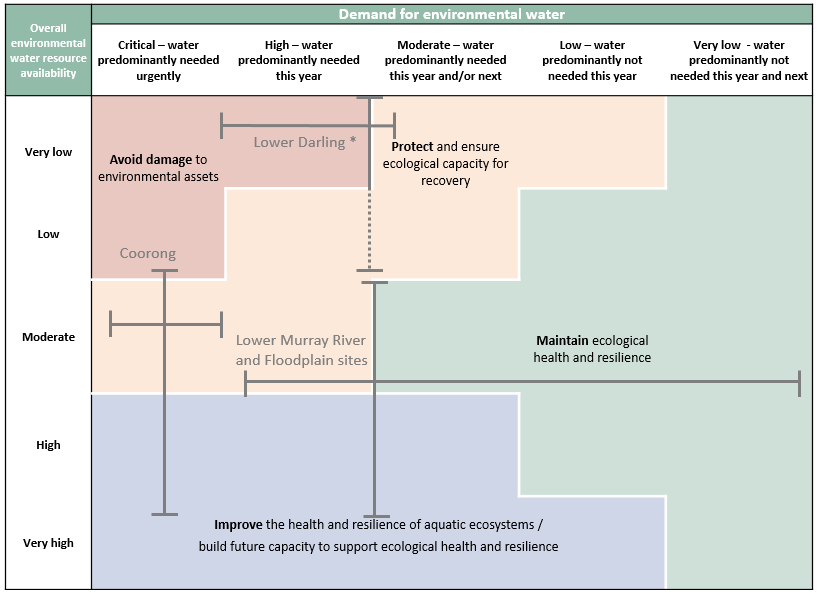 Demand for environmental water
Overall
environmental
water resource
availability
Critical – water
predominantly needed
urgently
High – water
predominantly needed
this year
Moderate – water
predominantly needed
this year and/or next
Low – water
predominantly not
needed this year
Very low - water
predominantly not
needed this year and next
Very low
Avoid damage to
environmental assets
Lower Darling *
Protect and ensure
ecological capacity for
recovery
Low
Coorong
Moderate
Lower Murray River
and Floodplain sites
Maintain ecological
health and resilience
High
Very high
Improve the health and resilience of aquatic ecosystems /
build future capacity to support ecological health and resilience